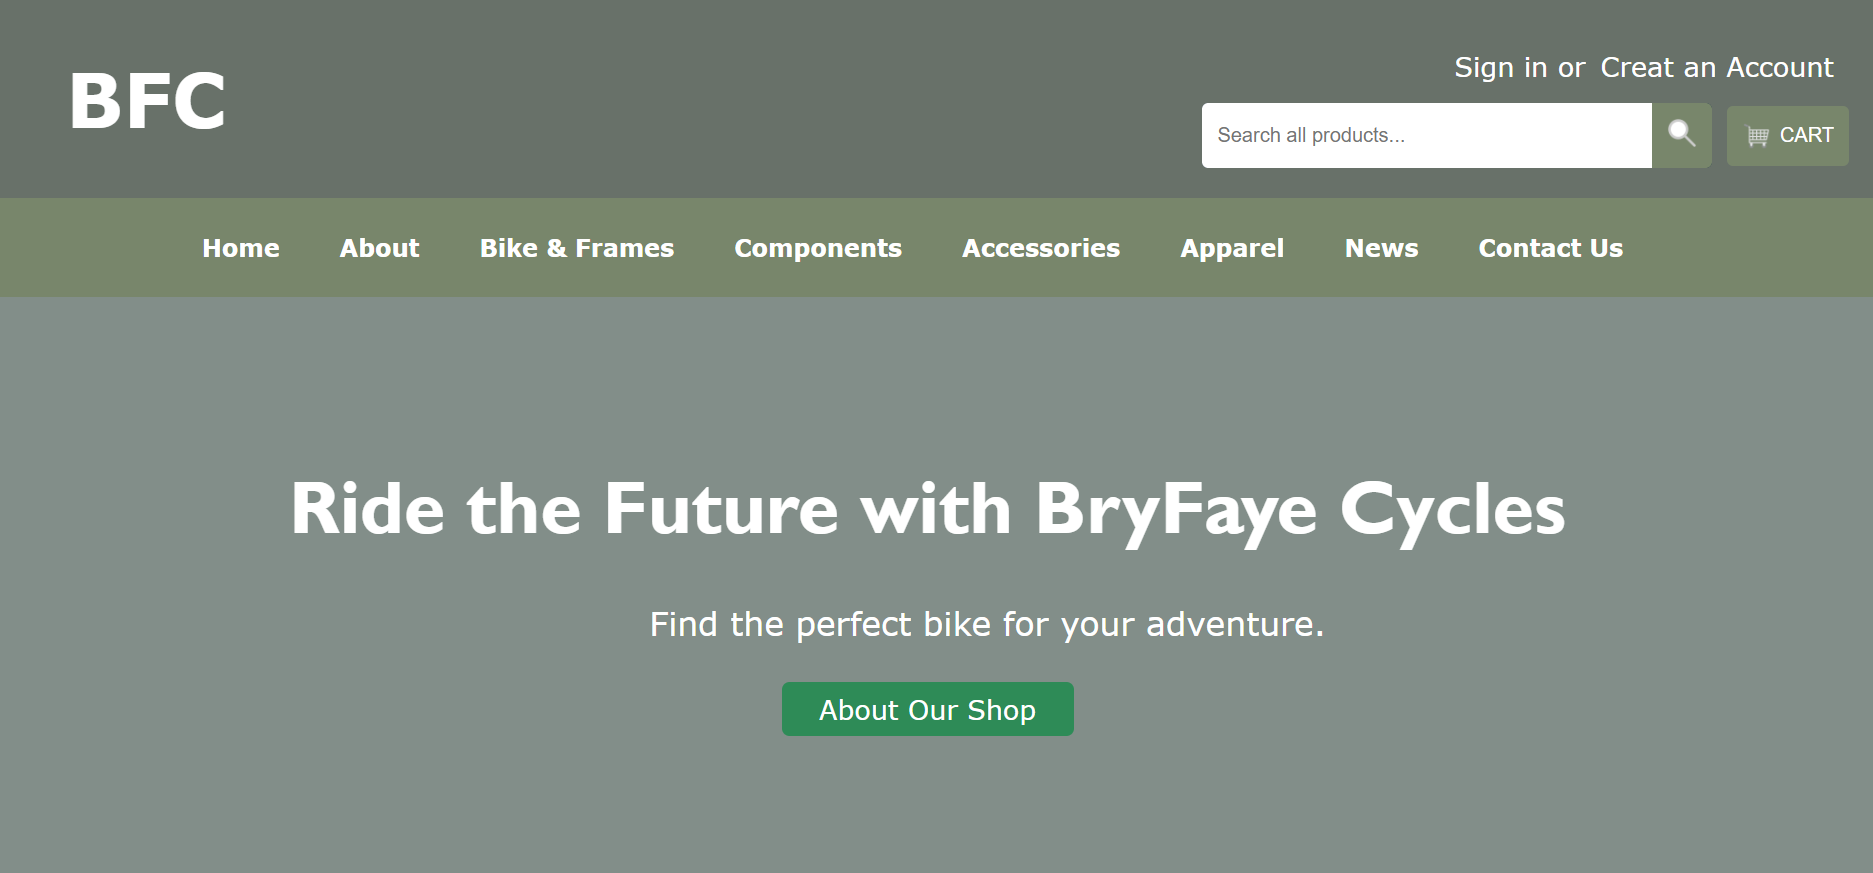 BFC
Sign in or Creat an Account
Search all products...
CART
Home About Bike & Frames Components Accessories Apparel News Contact Us
Ride the Future with BryFaye Cycles
Find the perfect bike for your adventure.
About Our Shop